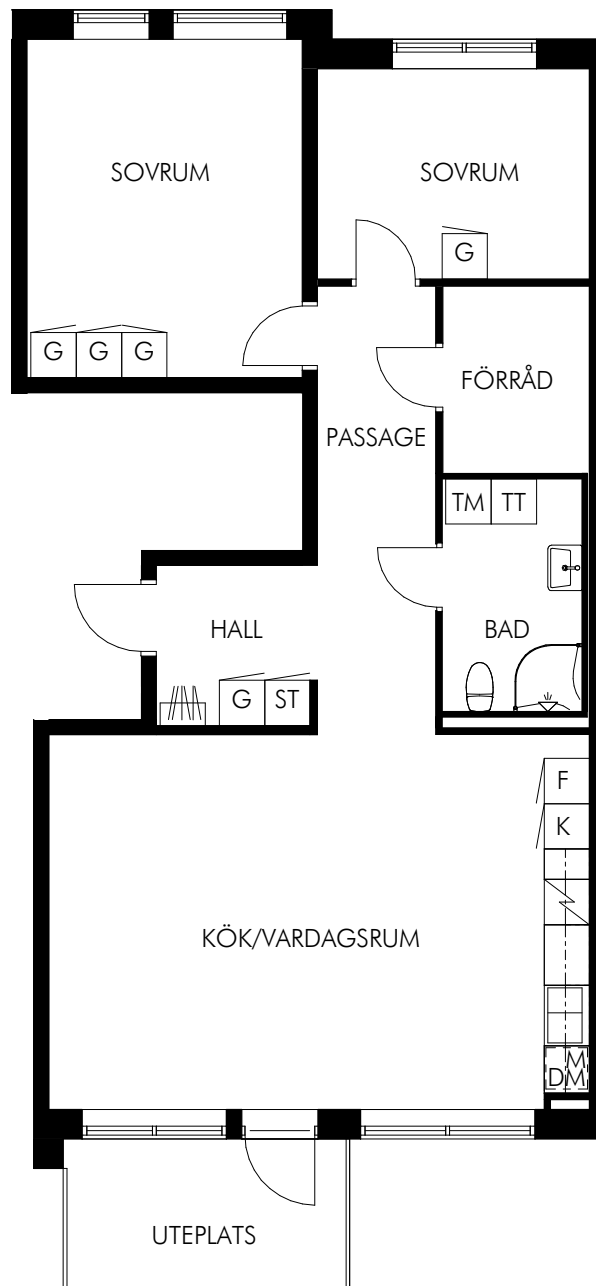 SOVRUM
SOVRUM
G
G G G
FÖRRÅD
PASSAGE
TM TT
HALL
BAD
G ST
F
K
KÖK/VARDAGSRUM
M
DM
UTEPLATS